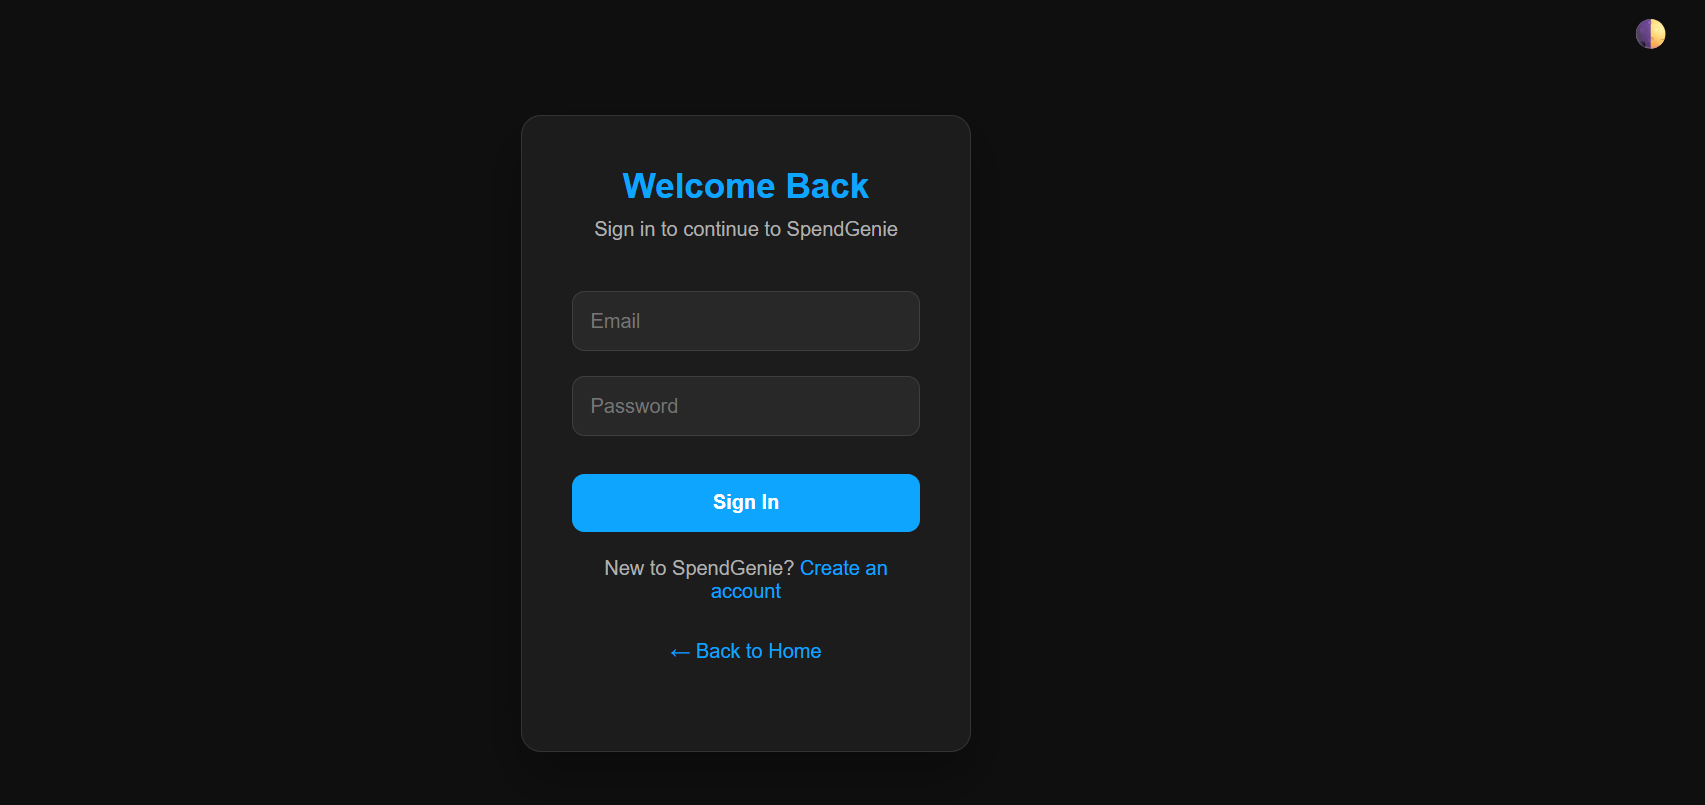 Welcome Back
Sign in to continue to SpendGenie
Email
Password
Sign In
New to SpendGenie? Create an
account
← Back to Home